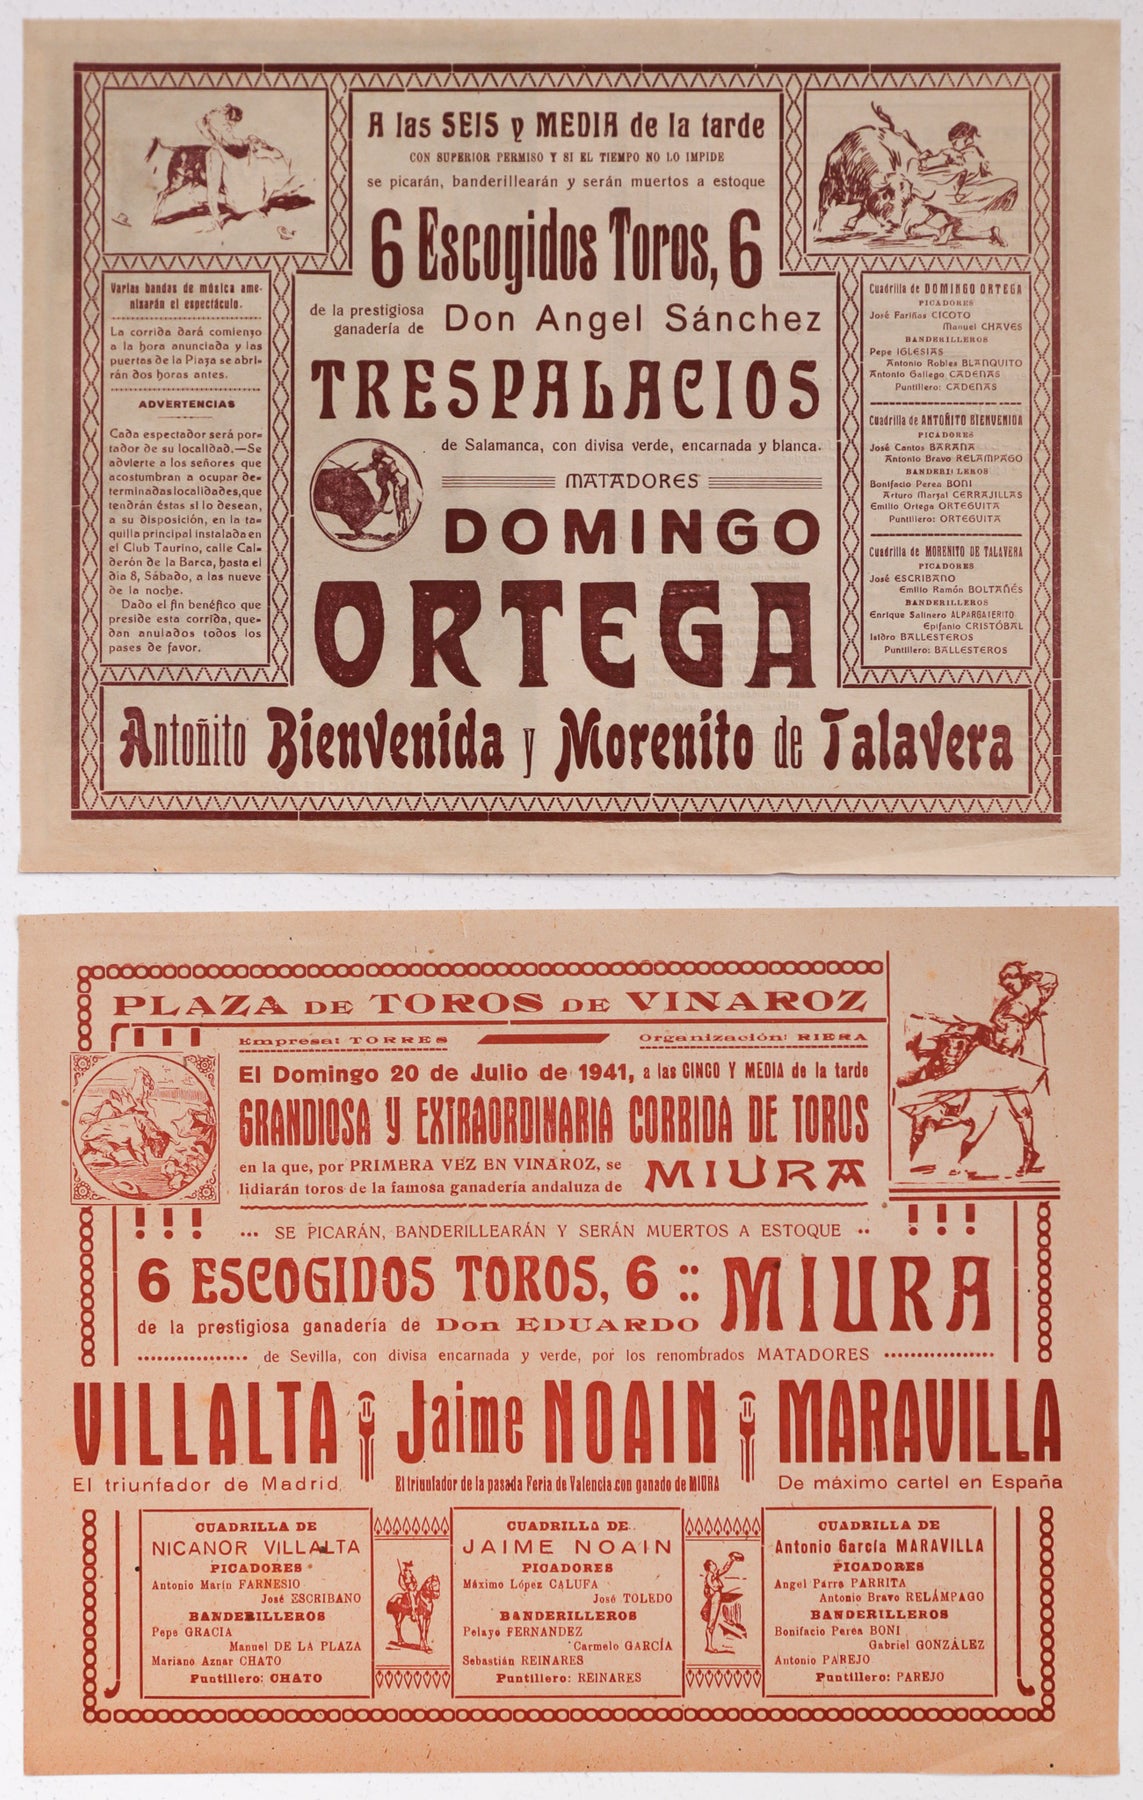 A las SEIS y MEDIA de la tarde
CON SUPERIOR PERMISO Y SI EL TIEMPO NO LO IMPIDE
se picarán, banderillearán y serán muertos a estoque
6 Escogidos Toros, 6
de la prestigiosa
ganadería de
Don Angel Sánchez
TRESPALACIOS
de Salamanca, con divisa verde, encarnada y blanca.
MATADORES
DOMINGO
ORTEGA
Antoñito Bienvenida y Morenito de Talavera
Varias bandas de música ame-
nizarán el espectáculo.
La corrida dará comienzo
a la hora anunciada y las
puertas de la Plaza se abri-
rán dos horas antes.
ADVERTENCIAS
Cada espectador será por-
tador de su localidad.—Se
advierte a los señores que
acostumbran a ocupar de-
terminadas localidades, que
tendrán éstas si lo desean,
a su disposición, en la ta-
quilla principal instalada en
el Club Taurino, calle Cal-
derón de la Barca, hasta el
día 8, Sábado, a las nueve
de la noche.
Dado el fin benéfico que
preside esta corrida, que-
dan anulados todos los
pases de favor.
Cuadrilla de DOMINGO ORTEGA
PICADORES
José Fariñas CICOTO
Manuel CHAVES
BANDERILLEROS
Pepe IGLESIAS
Antonio Robles BLANQUITO
Antonio Gallego CADENAS
Puntillero: CADENAS
Cuadrilla de ANTOÑITO BIENVENIDA
PICADORES
José Cantos BARANA
Antonio Bravo RELAMPAGO
BANDERILLEROS
Bonifacio Perea BONI
Arturo Marzal CERRAJILLAS
Emilio Ortega ORTEGUITA
Puntillero: ORTEGUITA
Cuadrilla de MORENITO DE TALAVERA
PICADORES
José ESCRIBANO
Emilio Ramón BOLTAÑÉS
BANDERILLEROS
Enrique Salinero ALPARGATERITO
Epifanio CRISTÓBAL
Isidro BALLESTEROS
Puntillero: BALLESTEROS
PLAZA DE TOROS DE VINAROZ
Empresa: TORRES
Organización: RIERA
El Domingo 20 de Julio de 1941, a las CINCO Y MEDIA de la tarde
GRANDIOSA Y EXTRAORDINARIA CORRIDA DE TOROS
en la que, por PRIMERA VEZ EN VINAROZ, se
lidiarán toros de la famosa ganadería andaluza de
MIURA
SE PICARÁN, BANDERILLEARÁN Y SERÁN MUERTOS A ESTOQUE
6 ESCOGIDOS TOROS, 6 :: MIURA
de la prestigiosa ganadería de Don EDUARDO
de Sevilla, con divisa encarnada y verde, por los renombrados MATADORES
VILLALTA
Jaime NOAIN
MARAVILLA
El triunfador de Madrid
El triunfador de la pasada Feria de Valencia con ganado de MIURA
De máximo cartel en España
CUADRILLA DE
NICANOR VILLALTA
PICADORES
Antonio Marín FARNESIO
José ESCRIBANO
BANDERILLEROS
Pepe GRACIA
Manuel DE LA PLAZA
Mariano Aznar CHATO
Puntillero: CHATO
CUADRILLA DE
JAIME NOAIN
PICADORES
Máximo López CALUFA
José TOLEDO
BANDERILLEROS
Pelayo FERNANDEZ
Carmelo GARCÍA
Sebastián REINARES
Puntillero: REINARES
CUADRILLA DE
Antonio García MARAVILLA
PICADORES
Angel Parra PARRITA
Antonio Bravo RELÁMPAGO
BANDERILLEROS
Bonifacio Perea BONI
Gabriel GONZÁLEZ
Antonio PAREJO
Puntillero: PAREJO